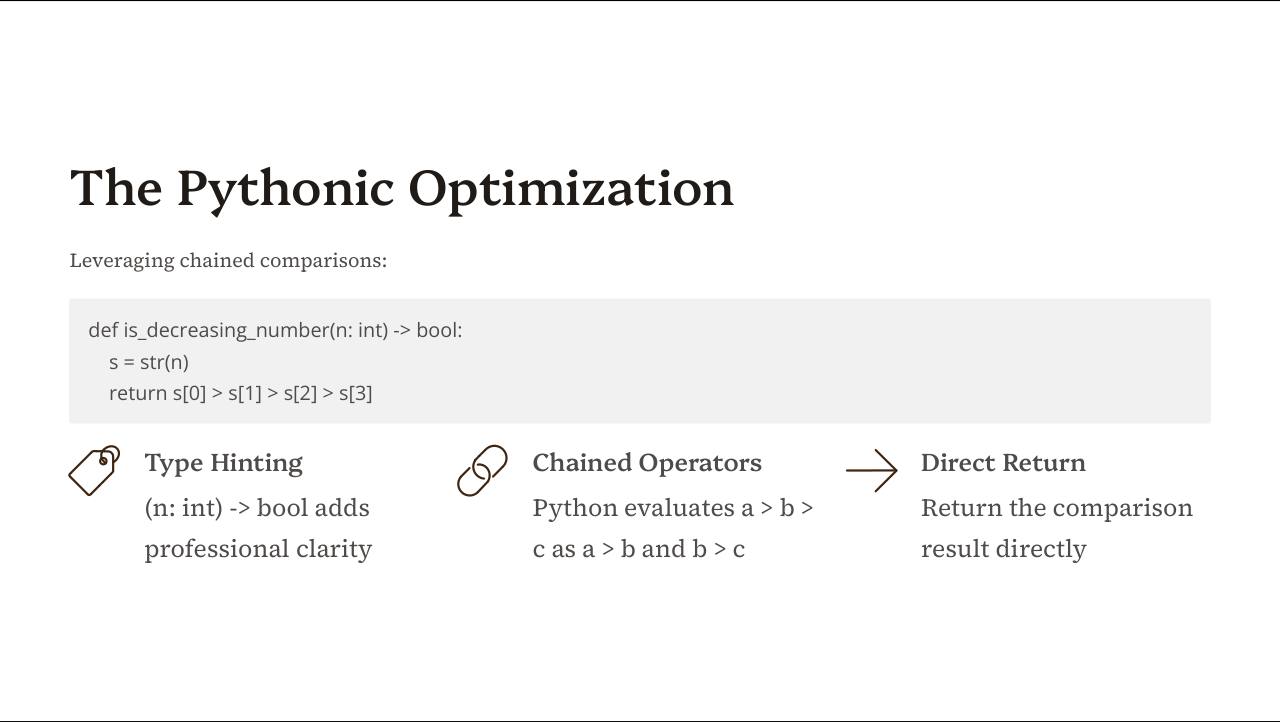 The Pythonic Optimization
Leveraging chained comparisons:
def is_decreasing_number(n: int) -> bool:
    s = str(n)
    return s[0] > s[1] > s[2] > s[3]
Type Hinting
(n: int) -> bool adds
professional clarity
Chained Operators
Python evaluates a > b >
c as a > b and b > c
Direct Return
Return the comparison
result directly